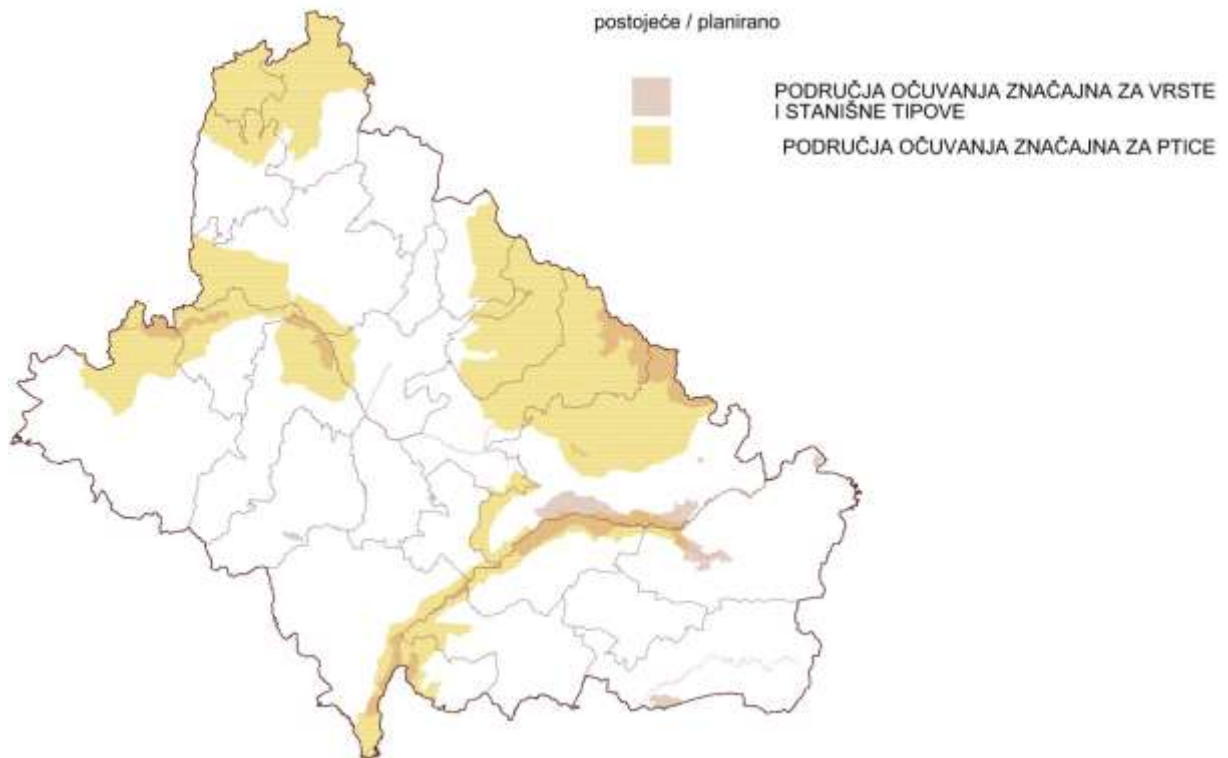 postojeće / planirano
PODRUČJA OČUVANJA ZNAČAJNA ZA VRSTE
I STANIŠNE TIPOVE
PODRUČJA OČUVANJA ZNAČAJNA ZA PTICE